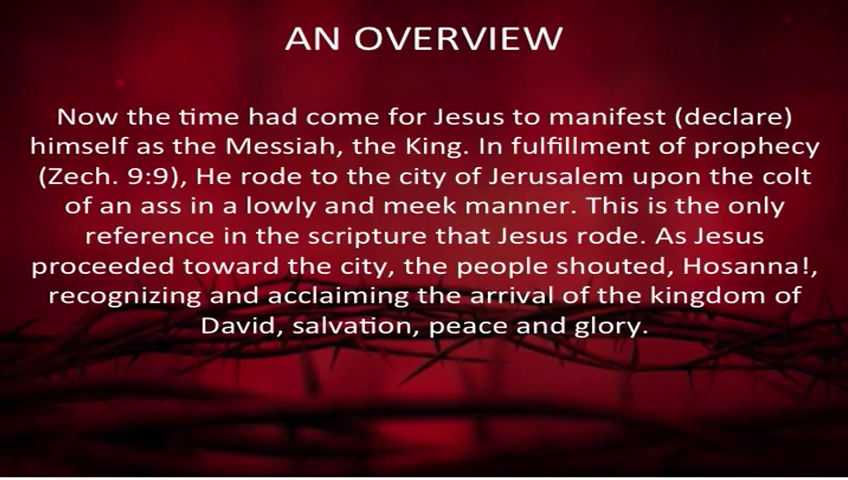 AN OVERVIEW
Now the time had come for Jesus to manifest (declare)
himself as the Messiah, the King. In fulfillment of prophecy
(Zech. 9:9), He rode to the city of Jerusalem upon the colt
of an ass in a lowly and meek manner. This is the only
reference in the scripture that Jesus rode. As Jesus
proceeded toward the city, the people shouted, Hosanna!,
recognizing and acclaiming the arrival of the kingdom of
David, salvation, peace and glory.